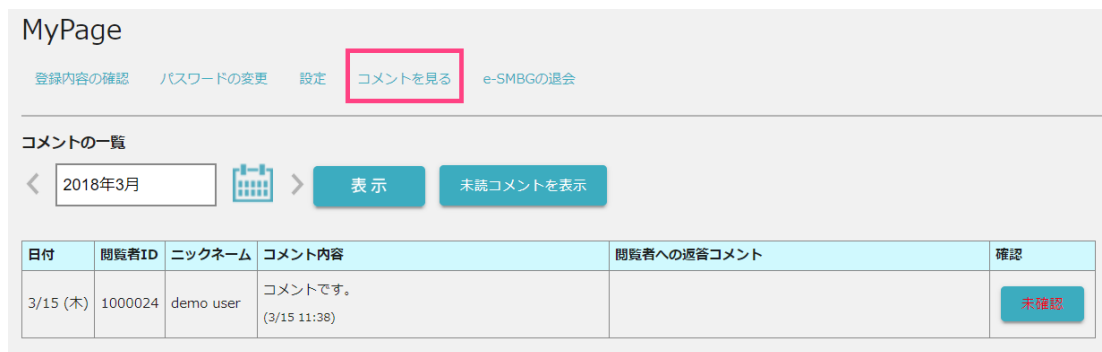 MyPage
登録内容の確認 パスワードの変更 設定 コメントを見る e-SMBGの退会
コメントの一覧
2018年3月 表示 未読コメントを表示
日付 閲覧者ID ニックネーム コメント内容 閲覧者への返答コメント 確認
3/15 (木) 1000024 demo user コメントです。 未確認
(3/15 11:38)